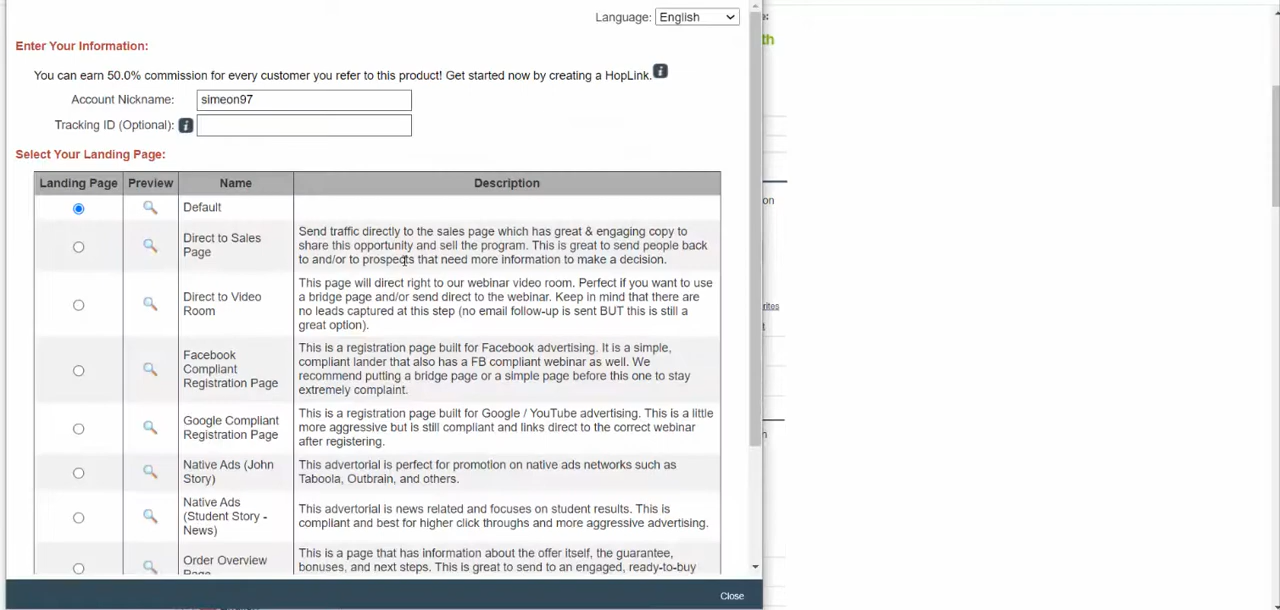 Language: English
Enter Your Information:
You can earn 50.0% commission for every customer you refer to this product! Get started now by creating a HopLink.
Account Nickname: simeon97
Tracking ID (Optional):
Select Your Landing Page:
Landing Page Preview Name Description
Default
Direct to Sales
Page
Send traffic directly to the sales page which has great & engaging copy to
share this opportunity and sell the program. This is great to send people back
to and/or to prospects that need more information to make a decision.
Direct to Video
Room
This page will direct right to our webinar video room. Perfect if you want to use
a bridge page and/or send direct to the webinar. Keep in mind that there are
no leads captured at this step (no email follow-up is sent BUT this is still a
great option).
Facebook
Compliant
Registration Page
This is a registration page built for Facebook advertising. It is a simple,
compliant lander that also has a FB compliant webinar as well. We
recommend putting a bridge page or a simple page before this one to stay
extremely complaint.
Google Compliant
Registration Page
This is a registration page built for Google / YouTube advertising. This is a little
more aggressive but is still compliant and links direct to the correct webinar
after registering.
Native Ads (John
Story)
This advertorial is perfect for promotion on native ads networks such as
Taboola, Outbrain, and others.
Native Ads
(Student Story -
News)
This advertorial is news related and focuses on student results. This is
compliant and best for higher click throughs and more aggressive advertising.
Order Overview
This is a page that has information about the offer itself, the guarantee,
bonuses, and next steps. This is great to send to an engaged, ready-to-buy
Close